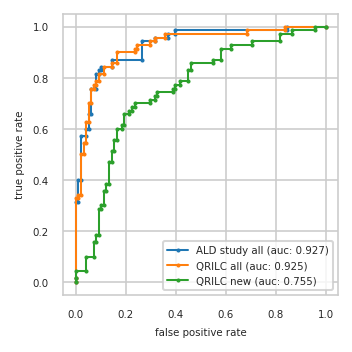 1.0
0.8
0.6
0.4
0.2
0.0
true positive rate
ALD study all (auc: 0.927)
QRILC all (auc: 0.925)
QRILC new (auc: 0.755)
0.0 0.2 0.4 0.6 0.8 1.0
false positive rate